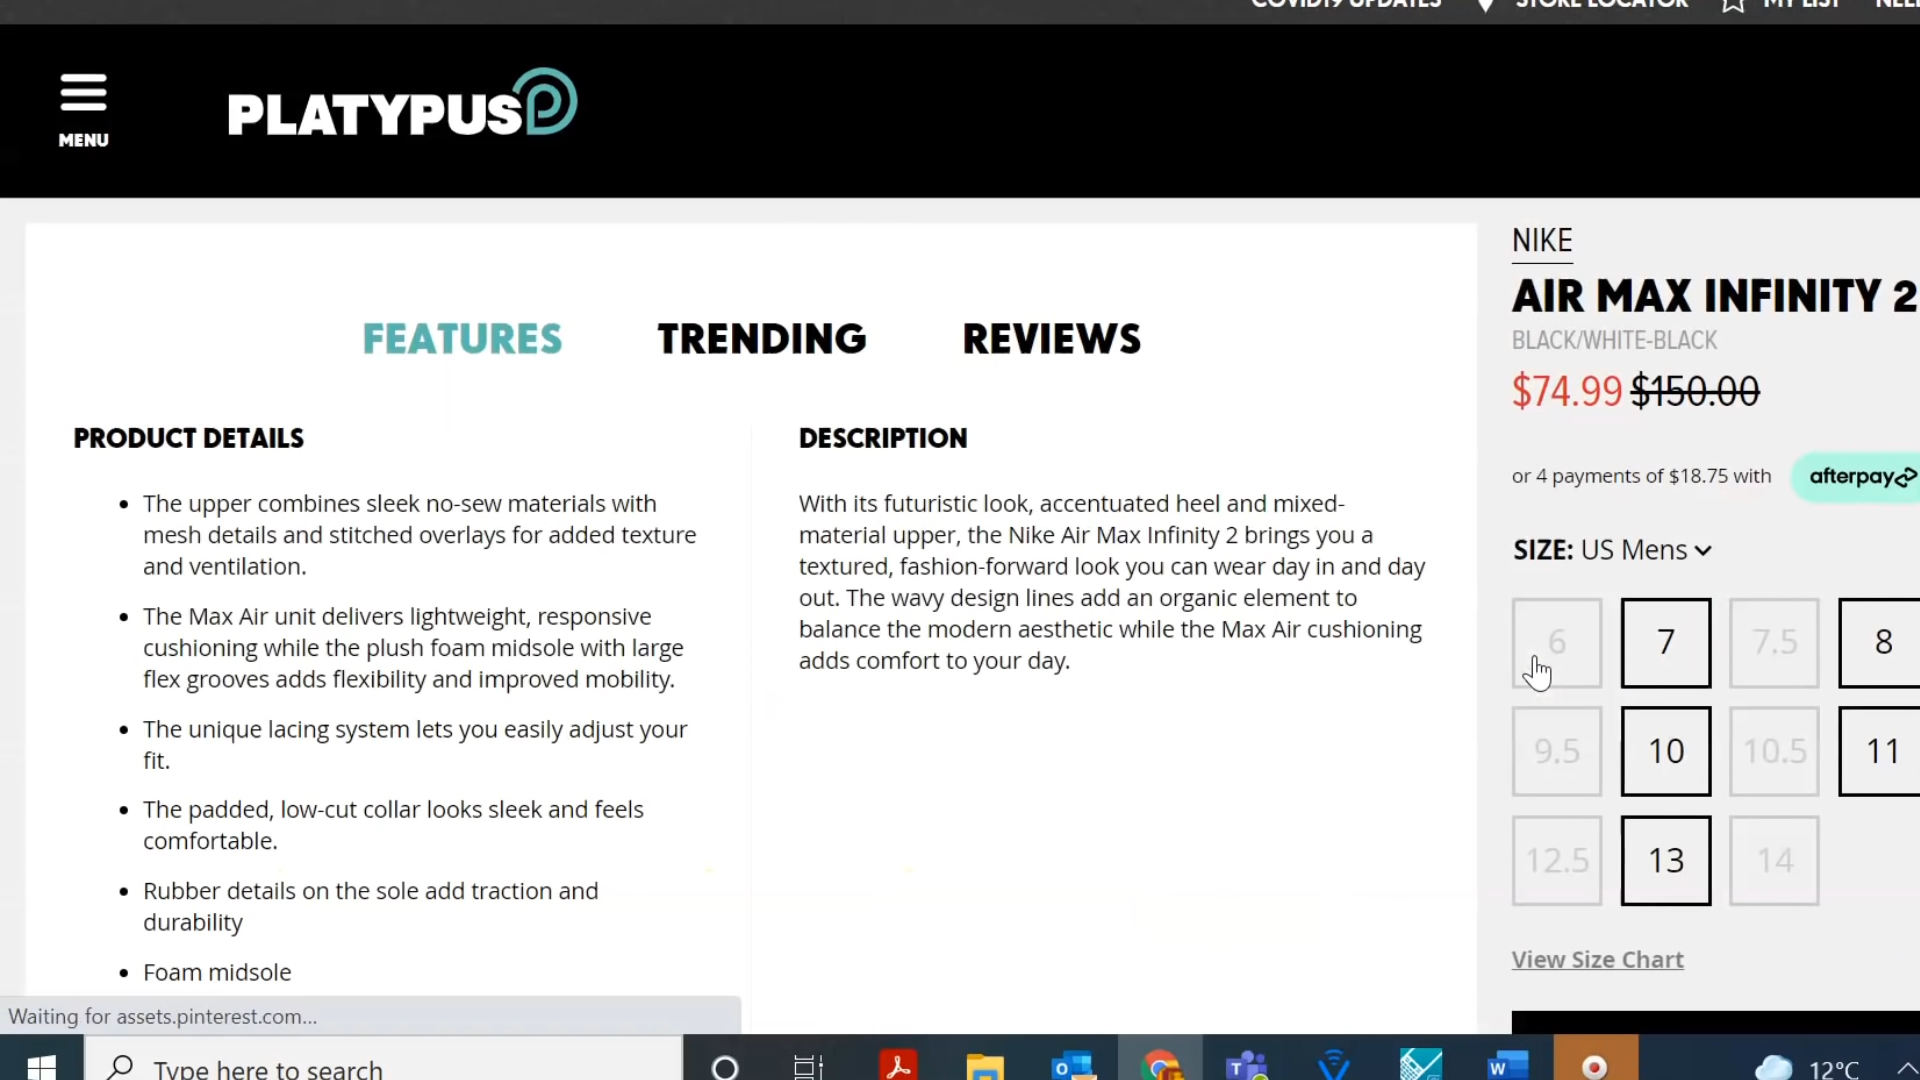 COVID19 UPDATES
STORE LOCATOR
MY LIST
MENU
PLATYPUS
NIKE
AIR MAX INFINITY 2
BLACK/WHITE-BLACK
$74.99 $150.00
or 4 payments of $18.75 with afterpay
SIZE: US Mens
6 7 7.5 8
9.5 10 10.5 11
12.5 13 14
View Size Chart
FEATURES TRENDING REVIEWS
PRODUCT DETAILS
The upper combines sleek no-sew materials with
mesh details and stitched overlays for added texture
and ventilation.
The Max Air unit delivers lightweight, responsive
cushioning while the plush foam midsole with large
flex grooves adds flexibility and improved mobility.
The unique lacing system lets you easily adjust your
fit.
The padded, low-cut collar looks sleek and feels
comfortable.
Rubber details on the sole add traction and
durability
Foam midsole
DESCRIPTION
With its futuristic look, accentuated heel and mixed-
material upper, the Nike Air Max Infinity 2 brings you a
textured, fashion-forward look you can wear day in and day
out. The wavy design lines add an organic element to
balance the modern aesthetic while the Max Air cushioning
adds comfort to your day.
Waiting for assets.pinterest.com...
Type here to search
12°C